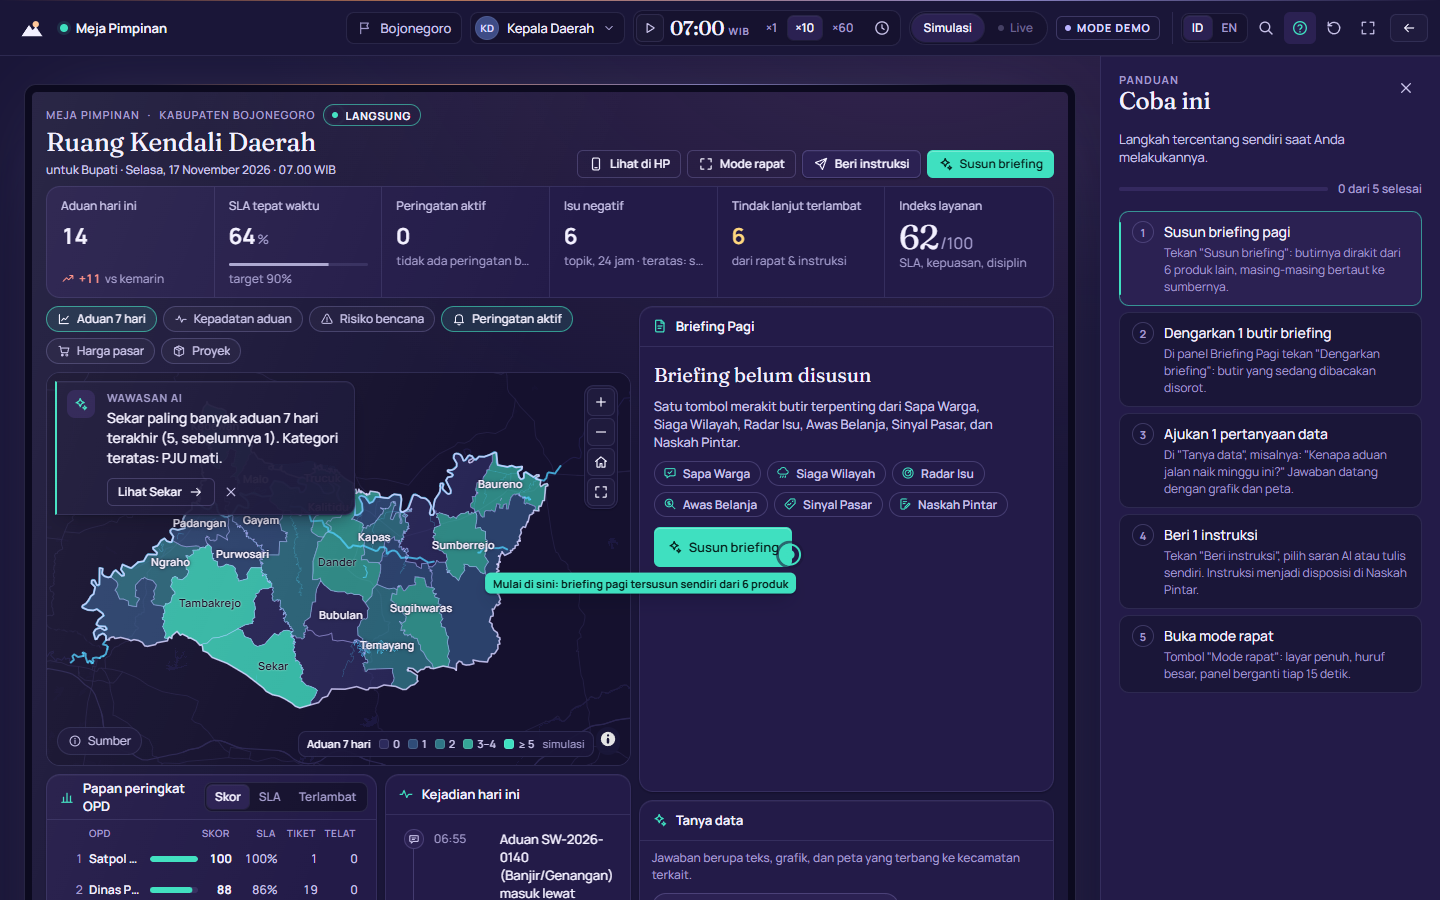 Meja Pimpinan
Bojonegoro
KD Kepala Daerah
07:00 WIB
×1 ×10 ×60
Simulasi Live
MODE DEMO
ID EN
MEJA PIMPINAN · KABUPATEN BOJONEGORO
LANGSUNG
Ruang Kendali Daerah
untuk Bupati · Selasa, 17 November 2026 · 07.00 WIB
Lihat di HP
Mode rapat
Beri instruksi
Susun briefing
Aduan hari ini
14
+11 vs kemarin
SLA tepat waktu
64%
target 90%
Peringatan aktif
0
tidak ada peringatan b...
Isu negatif
6
topik, 24 jam · teratas: s...
Tindak lanjut terlambat
6
dari rapat & instruksi
Indeks layanan
62/100
SLA, kepuasan, disiplin
Aduan 7 hari
Kepadatan aduan
Risiko bencana
Peringatan aktif
Harga pasar
Proyek
WAWASAN AI
Sekar paling banyak aduan 7 hari
terakhir (5, sebelumnya 1). Kategori
teratas: PJU mati.
Lihat Sekar
Baureno
Padangan
Gayam
Kapas
Sumberrejo
Purwosari
Ngraho
Dander
Tambakrejo
Bubulan
Sugihwaras
Temayang
Sekar
Sumber
Aduan 7 hari 0 1 2 3–4 ≥ 5 simulasi
Briefing Pagi
Briefing belum disusun
Satu tombol merakit butir terpenting dari Sapa Warga,
Siaga Wilayah, Radar Isu, Awas Belanja, Sinyal Pasar, dan
Naskah Pintar.
Sapa Warga
Siaga Wilayah
Radar Isu
Awas Belanja
Sinyal Pasar
Naskah Pintar
Susun briefing
Mulai di sini: briefing pagi tersusun sendiri dari 6 produk
Papan peringkat
OPD
Skor SLA Terlambat
OPD SKOR SLA TIKET TELAT
1 Satpol ... 100 100% 1 0
2 Dinas P... 88 86% 19 0
Kejadian hari ini
06:55
Aduan SW-2026-
0140
(Banjir/Genangan)
masuk lewat
Tanya data
Jawaban berupa teks, grafik, dan peta yang terbang ke kecamatan
terkait.
PANDUAN
Coba ini
Langkah tercentang sendiri saat Anda
melakukannya.
0 dari 5 selesai
1 Susun briefing pagi
Tekan "Susun briefing": butirnya dirakit dari
6 produk lain, masing-masing bertaut ke
sumbernya.
2 Dengarkan 1 butir briefing
Di panel Briefing Pagi tekan "Dengarkan
briefing": butir yang sedang dibacakan
disorot.
3 Ajukan 1 pertanyaan data
Di "Tanya data", misalnya: "Kenapa aduan
jalan naik minggu ini?" Jawaban datang
dengan grafik dan peta.
4 Beri 1 instruksi
Tekan "Beri instruksi", pilih saran AI atau tulis
sendiri. Instruksi menjadi disposisi di Naskah
Pintar.
5 Buka mode rapat
Tombol "Mode rapat": layar penuh, huruf
besar, panel berganti tiap 15 detik.